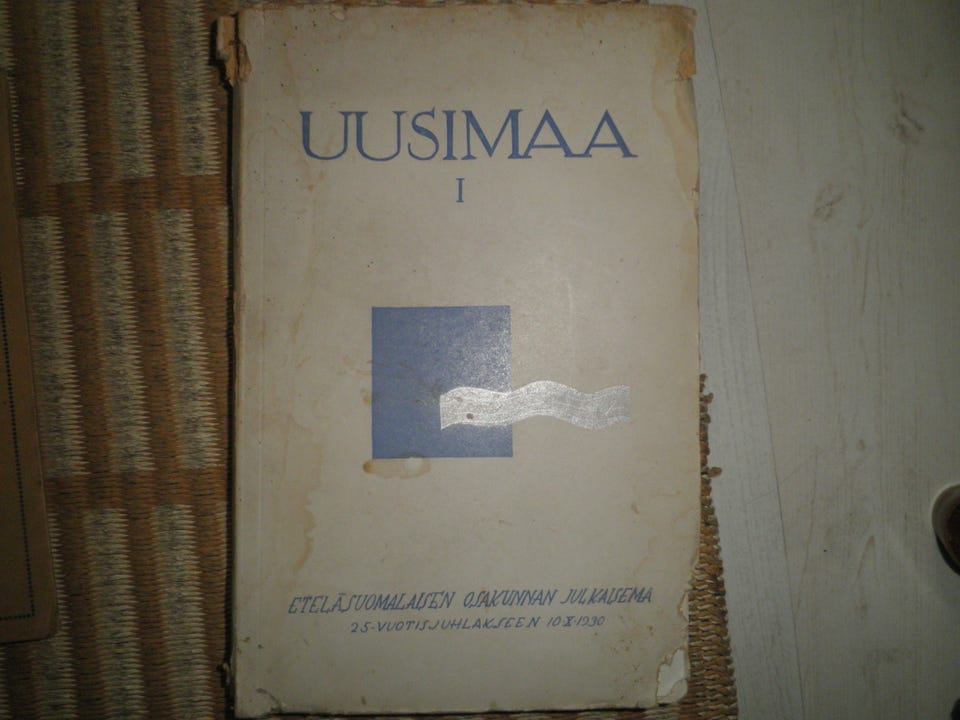 UUSIMAA
I
ETELÄSUOMALAISEN OSAKUNNAN JULKAISEMA
25-VUOTISJUHLAKSEEN 10·X·1930